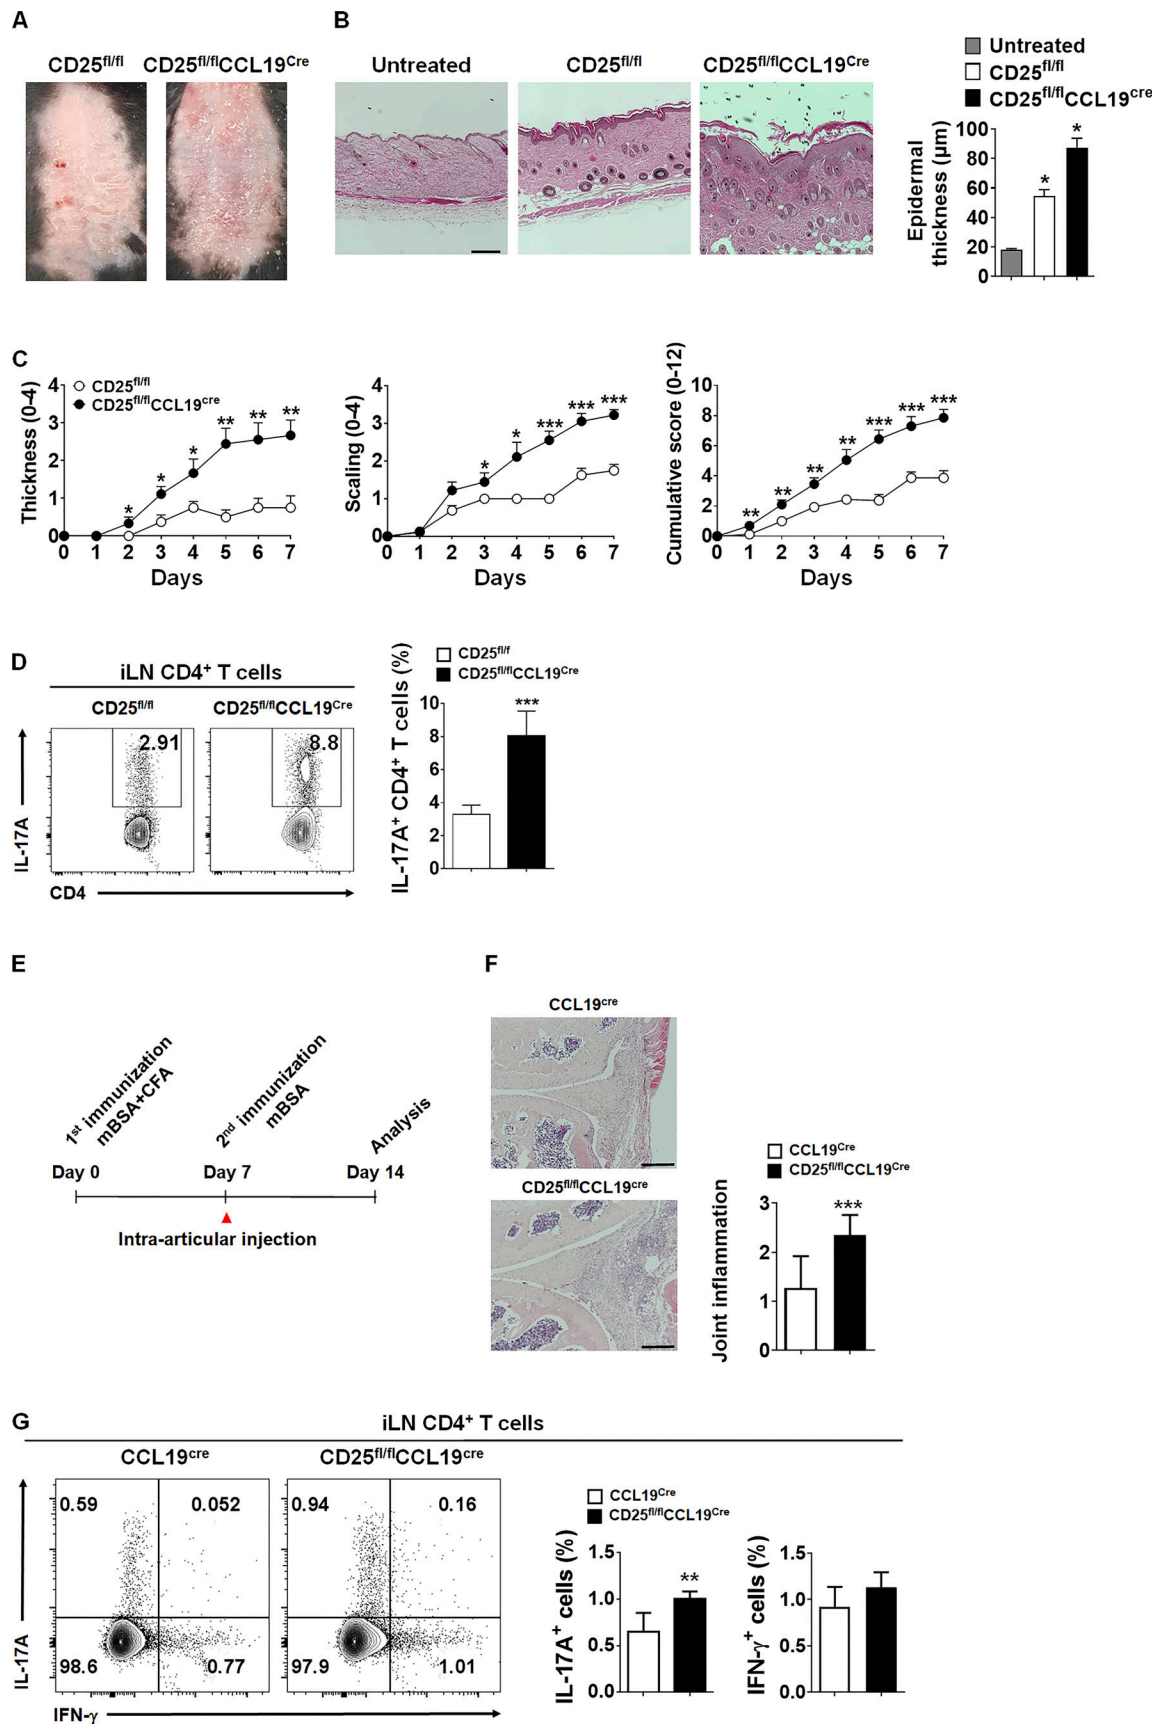 A
CD25fl/fl CD25fl/flCCL19Cre
B
Untreated CD25fl/fl CD25fl/flCCL19Cre
Untreated
CD25fl/fl
CD25fl/flCCL19cre
Epidermal
thickness (µm)
100
80
60
40
20
0
*
*
C
Thickness (0-4)
4
3
2
1
0
CD25fl/fl
CD25fl/flCCL19cre
* * * ** ** **
0 1 2 3 4 5 6 7
Days
Scaling (0-4)
4
3
2
1
0
* * *** *** ***
0 1 2 3 4 5 6 7
Days
Cumulative score (0-12)
10
8
6
4
2
0
** ** ** ** *** *** ***
0 1 2 3 4 5 6 7
Days
D
iLN CD4+ T cells
CD25fl/fl CD25fl/flCCL19Cre
2.91 8.8
IL-17A
CD4
CD25fl/f
CD25fl/flCCL19Cre
IL-17A+ CD4+ T cells (%)
10
8
6
4
2
0
***
E
1st immunization
mBSA+CFA
2nd immunization
mBSA
Analysis
Day 0 Day 7 Day 14
Intra-articular injection
F
CCL19cre
CD25fl/flCCL19cre
CCL19Cre
CD25fl/flCCL19Cre
Joint inflammation
3
2
1
0
***
G
iLN CD4+ T cells
CCL19cre CD25fl/flCCL19cre
0.59 0.052 0.94 0.16
98.6 0.77 97.9 1.01
IL-17A
IFN-γ
CCL19Cre
CD25fl/flCCL19Cre
IL-17A+ cells (%)
1.5
1.0
0.5
0.0
**
IFN-γ+ cells (%)
1.5
1.0
0.5
0.0